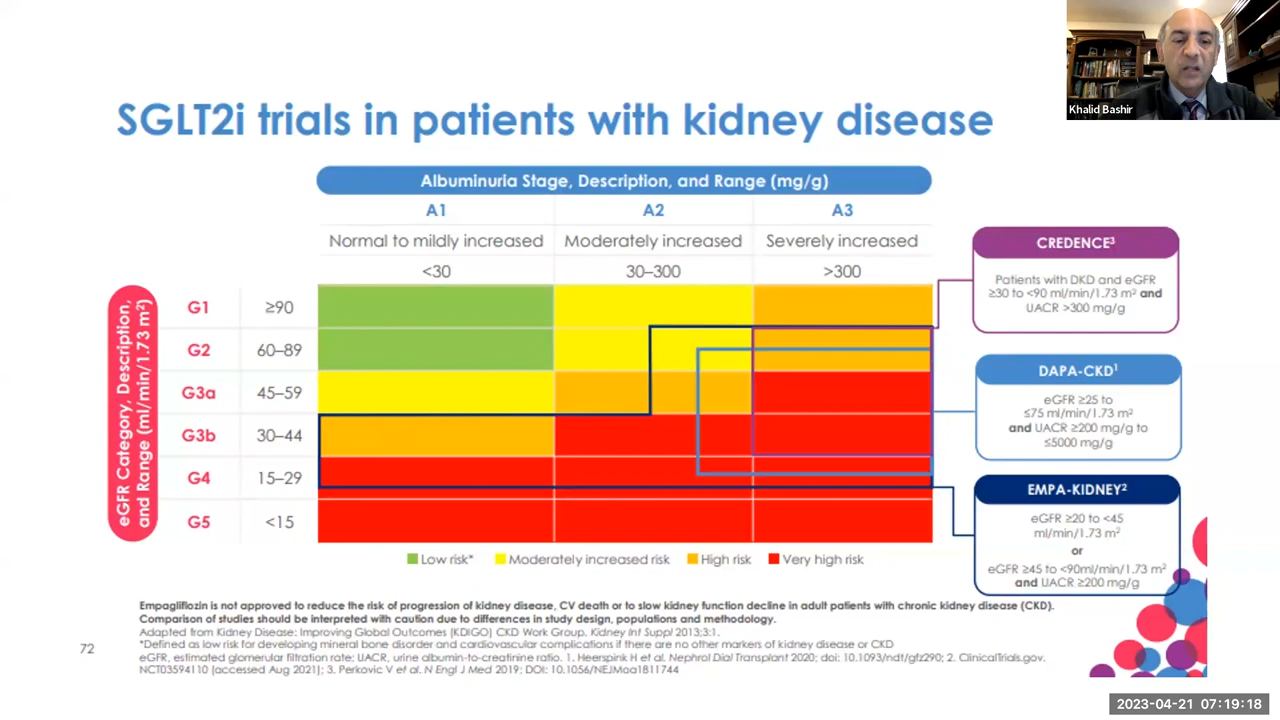 Khalid Bashir
SGLT2i trials in patients with kidney disease
Albuminuria Stage, Description, and Range (mg/g)
A1
A2
A3
Normal to mildly increased
Moderately increased
Severely increased
<30
30–300
>300
eGFR Category, Description,
and Range (ml/min/1.73 m²)
G1
≥90
G2
60–89
G3a
45–59
G3b
30–44
G4
15–29
G5
<15
Low risk*
Moderately increased risk
High risk
Very high risk
CREDENCE³
Patients with DKD and eGFR
≥30 to <90 ml/min/1.73 m² and
UACR >300 mg/g
DAPA-CKD¹
eGFR ≥25 to
≤75 ml/min/1.73 m²
and UACR ≥200 mg/g to
≤5000 mg/g
EMPA-KIDNEY²
eGFR ≥20 to <45
ml/min/1.73 m²
or
eGFR ≥45 to <90ml/min/1.73 m²
and UACR ≥200 mg/g
Empagliflozin is not approved to reduce the risk of progression of kidney disease, CV death or to slow kidney function decline in adult patients with chronic kidney disease (CKD).
Comparison of studies should be interpreted with caution due to differences in study design, populations and methodology.
Adapted from Kidney Disease: Improving Global Outcomes (KDIGO) CKD Work Group. Kidney Int Suppl 2013;3:1.
*Defined as low risk for developing mineral bone disorder and cardiovascular complications if there are no other markers of kidney disease or CKD
eGFR, estimated glomerular filtration rate; UACR, urine albumin-to-creatinine ratio. 1. Heerspink H et al. Nephrol Dial Transplant 2020; doi: 10.1093/ndt/gfz290; 2. ClinicalTrials.gov.
NCT03594110 (accessed Aug 2021); 3. Perkovic V et al. N Engl J Med 2019; DOI: 10.1056/NEJMoa1811744
72
2023-04-21 07:19:18